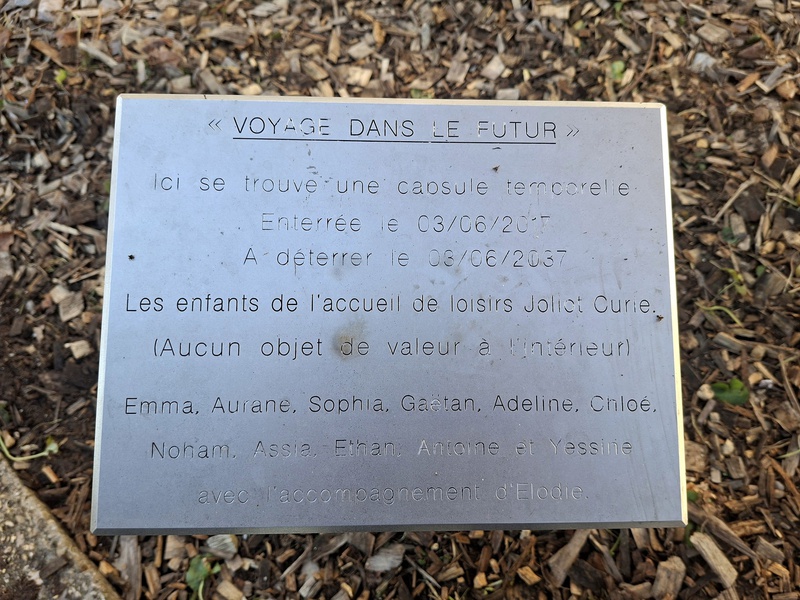 « VOYAGE DANS LE FUTUR »
Ici se trouve une capsule temporelle
Enterrée le 03/06/2017
A déterrer le 03/06/2037
Les enfants de l'accueil de loisirs Joliot Curie.
(Aucun objet de valeur à l'intérieur)
Emma, Aurane, Sophia, Gaëtan, Adeline, Chloé,
Noham, Assia, Ethan, Antoine et Yessine
avec l'accompagnement d'Elodie.